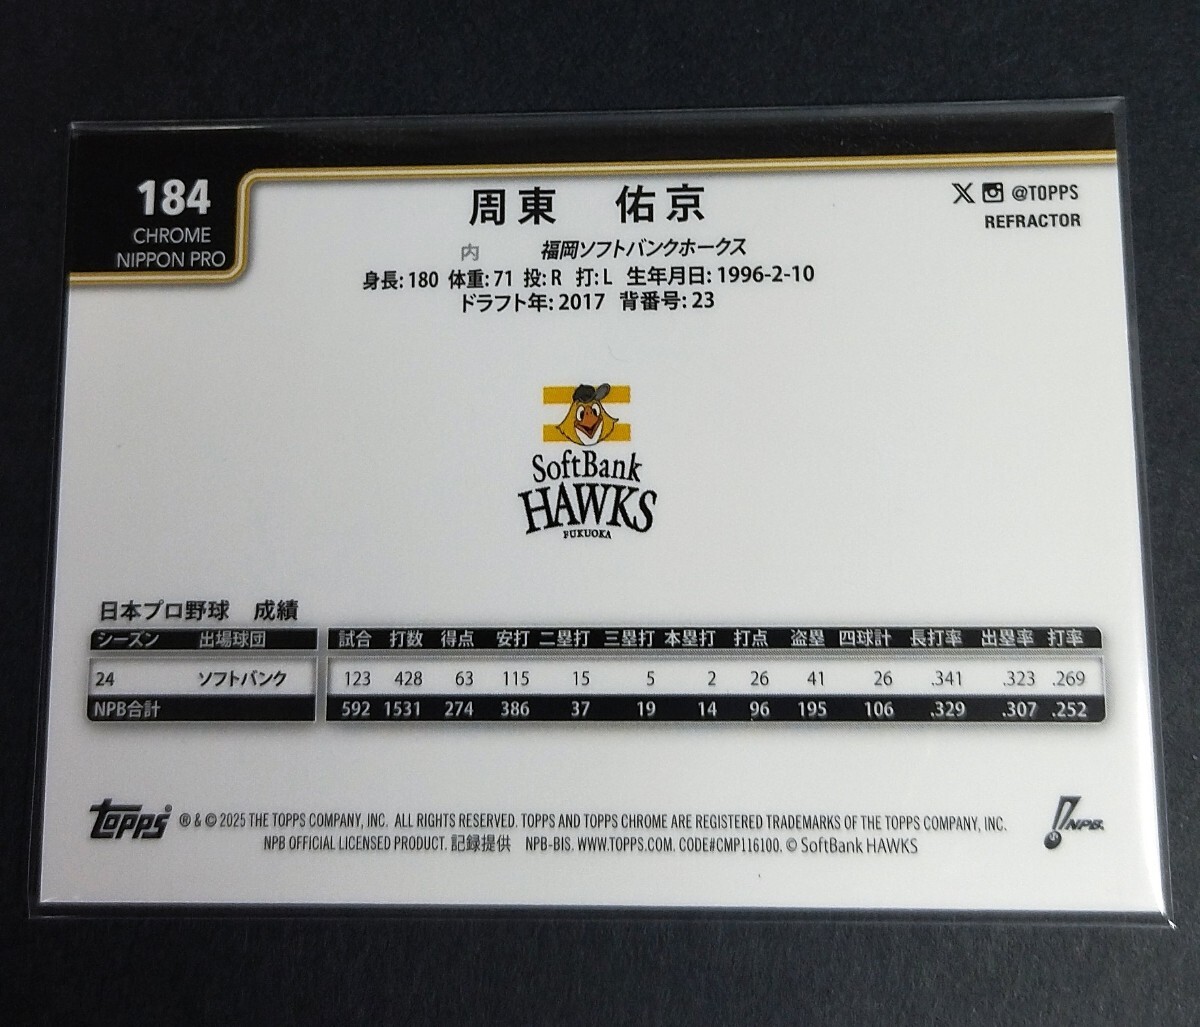 184
CHROME
NIPPON PRO
周東 佑京
@TOPPS
REFRACTOR
内 福岡ソフトバンクホークス
身長: 180 体重: 71 投: R 打: L 生年月日: 1996-2-10
ドラフト年: 2017 背番号: 23
SoftBank
HAWKS
FUKUOKA
日本プロ野球 成績
シーズン 出場球団 試合 打数 得点 安打 二塁打 三塁打 本塁打 打点 盗塁 四球計 長打率 出塁率 打率
24 ソフトバンク 123 428 63 115 15 5 2 26 41 26 .341 .323 .269
NPB合計 592 1531 274 386 37 19 14 96 195 106 .329 .307 .252
topps ® & © 2025 THE TOPPS COMPANY, INC. ALL RIGHTS RESERVED. TOPPS AND TOPPS CHROME ARE REGISTERED TRADEMARKS OF THE TOPPS COMPANY, INC.
NPB OFFICIAL LICENSED PRODUCT. 記録提供 NPB-BIS. WWW.TOPPS.COM. CODE#CMP116100. © SoftBank HAWKS
NPB